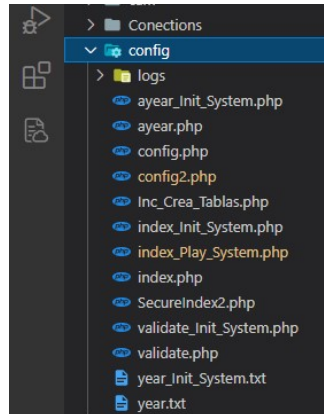 Conections
config
logs
ayear_Init_System.php
ayear.php
config.php
config2.php
Inc_Crea_Tablas.php
index_Init_System.php
index_Play_System.php
index.php
SecureIndex2.php
validate_Init_System.php
validate.php
year_Init_System.txt
year.txt